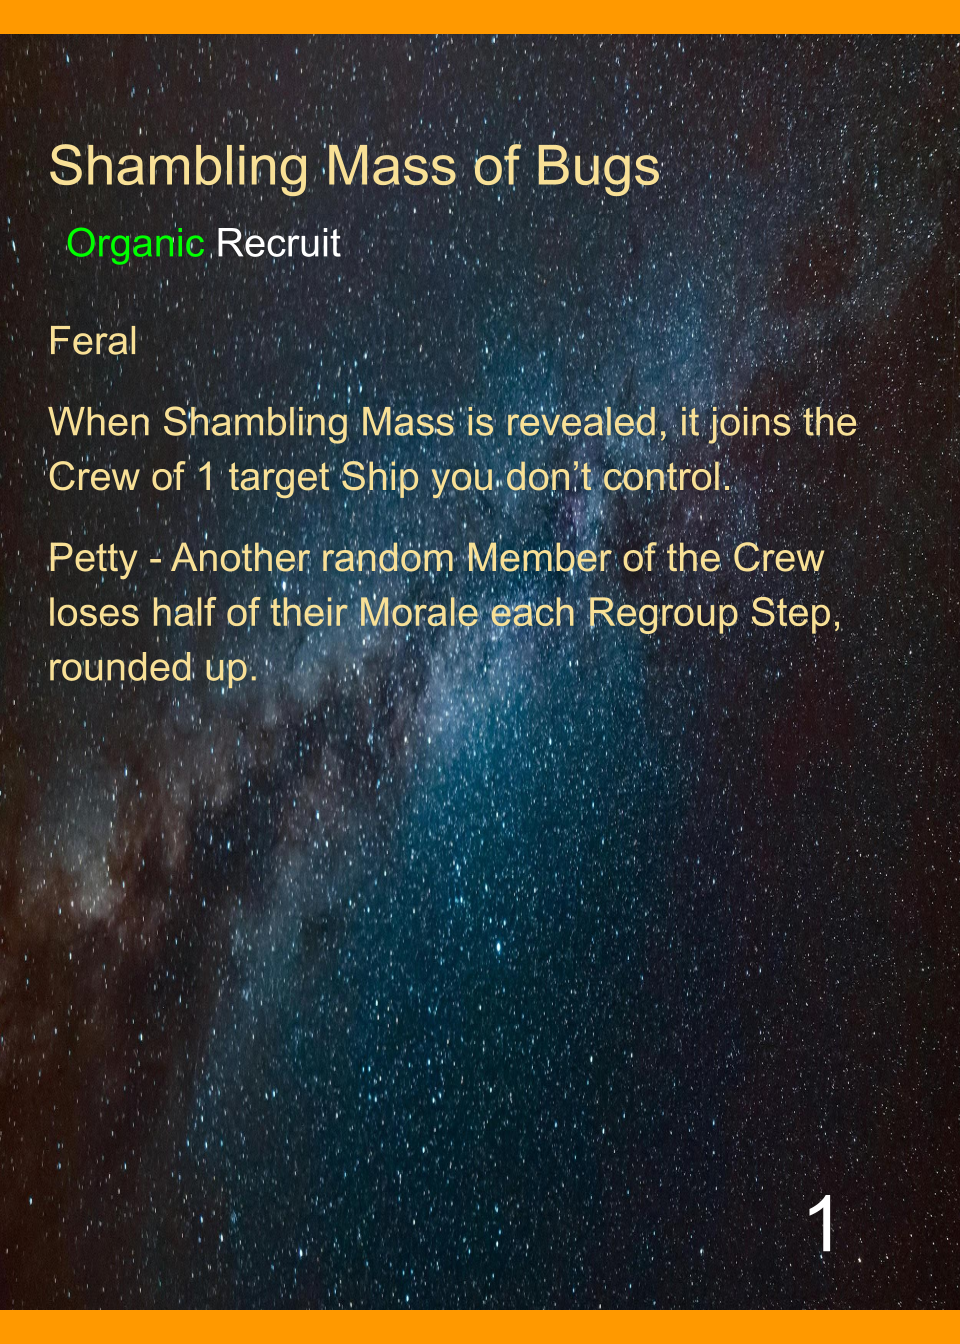 Shambling Mass of Bugs
Organic Recruit
Feral
When Shambling Mass is revealed, it joins the
Crew of 1 target Ship you don’t control.
Petty - Another random Member of the Crew
loses half of their Morale each Regroup Step,
rounded up.
1